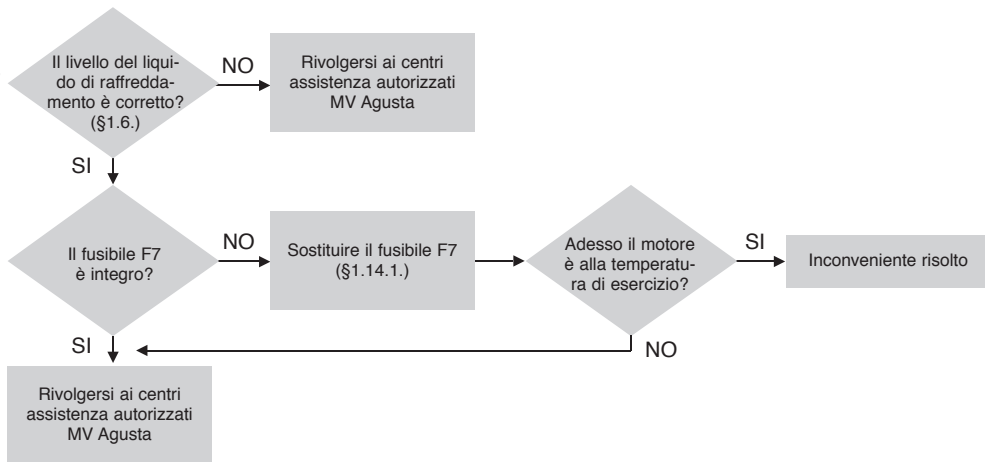 Il livello del liqui-
do di raffredda-
mento è corretto?
(§1.6.)
NO
Rivolgersi ai centri
assistenza autorizzati
MV Agusta
SI
Il fusibile F7
è integro?
NO
Sostituire il fusibile F7
(§1.14.1.)
Adesso il motore
è alla temperatu-
ra di esercizio?
SI
Inconveniente risolto
SI
NO
Rivolgersi ai centri
assistenza autorizzati
MV Agusta